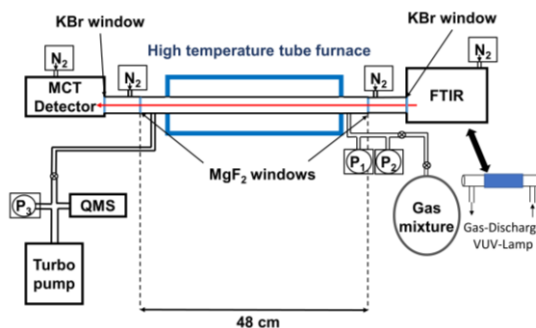 KBr window
KBr window
N2
N2
High temperature tube furnace
N2
N2
MCT
Detector
FTIR
MgF2 windows
P1
P2
P3
QMS
Gas
mixture
Gas-Discharg
VUV-Lamp
Turbo
pump
48 cm